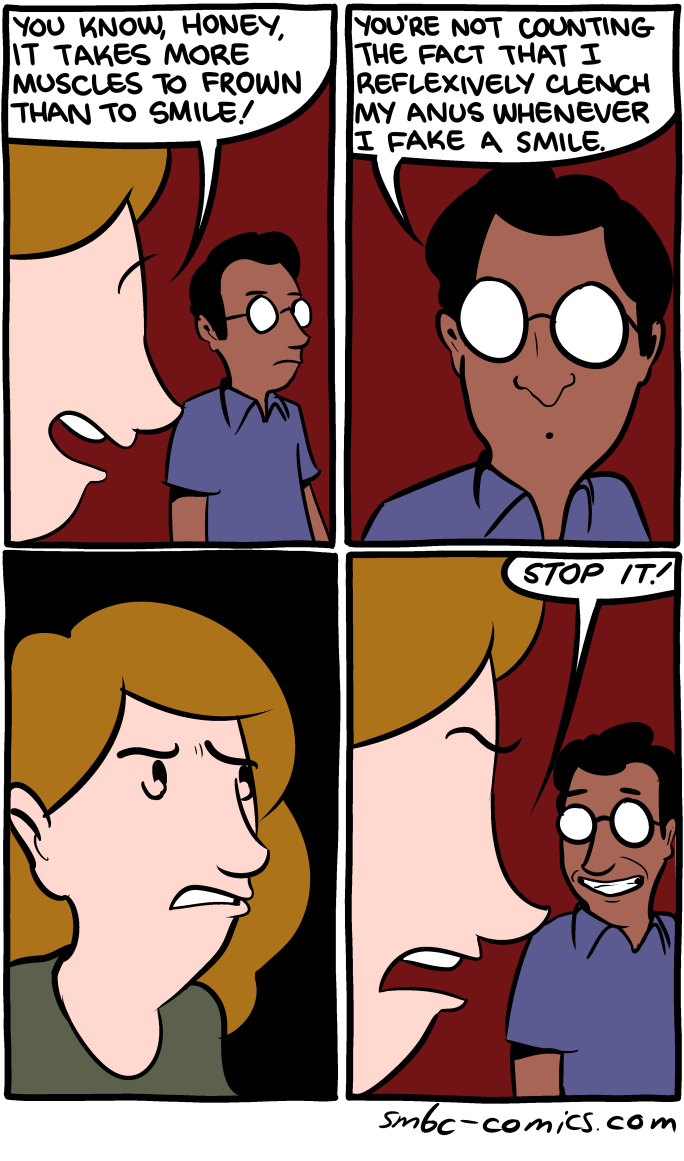 YOU KNOW, HONEY,
IT TAKES MORE
MUSCLES TO FROWN
THAN TO SMILE!
YOU'RE NOT COUNTING
THE FACT THAT I
REFLEXIVELY CLENCH
MY ANUS WHENEVER
I FAKE A SMILE.
STOP IT!
smbc-comics.com